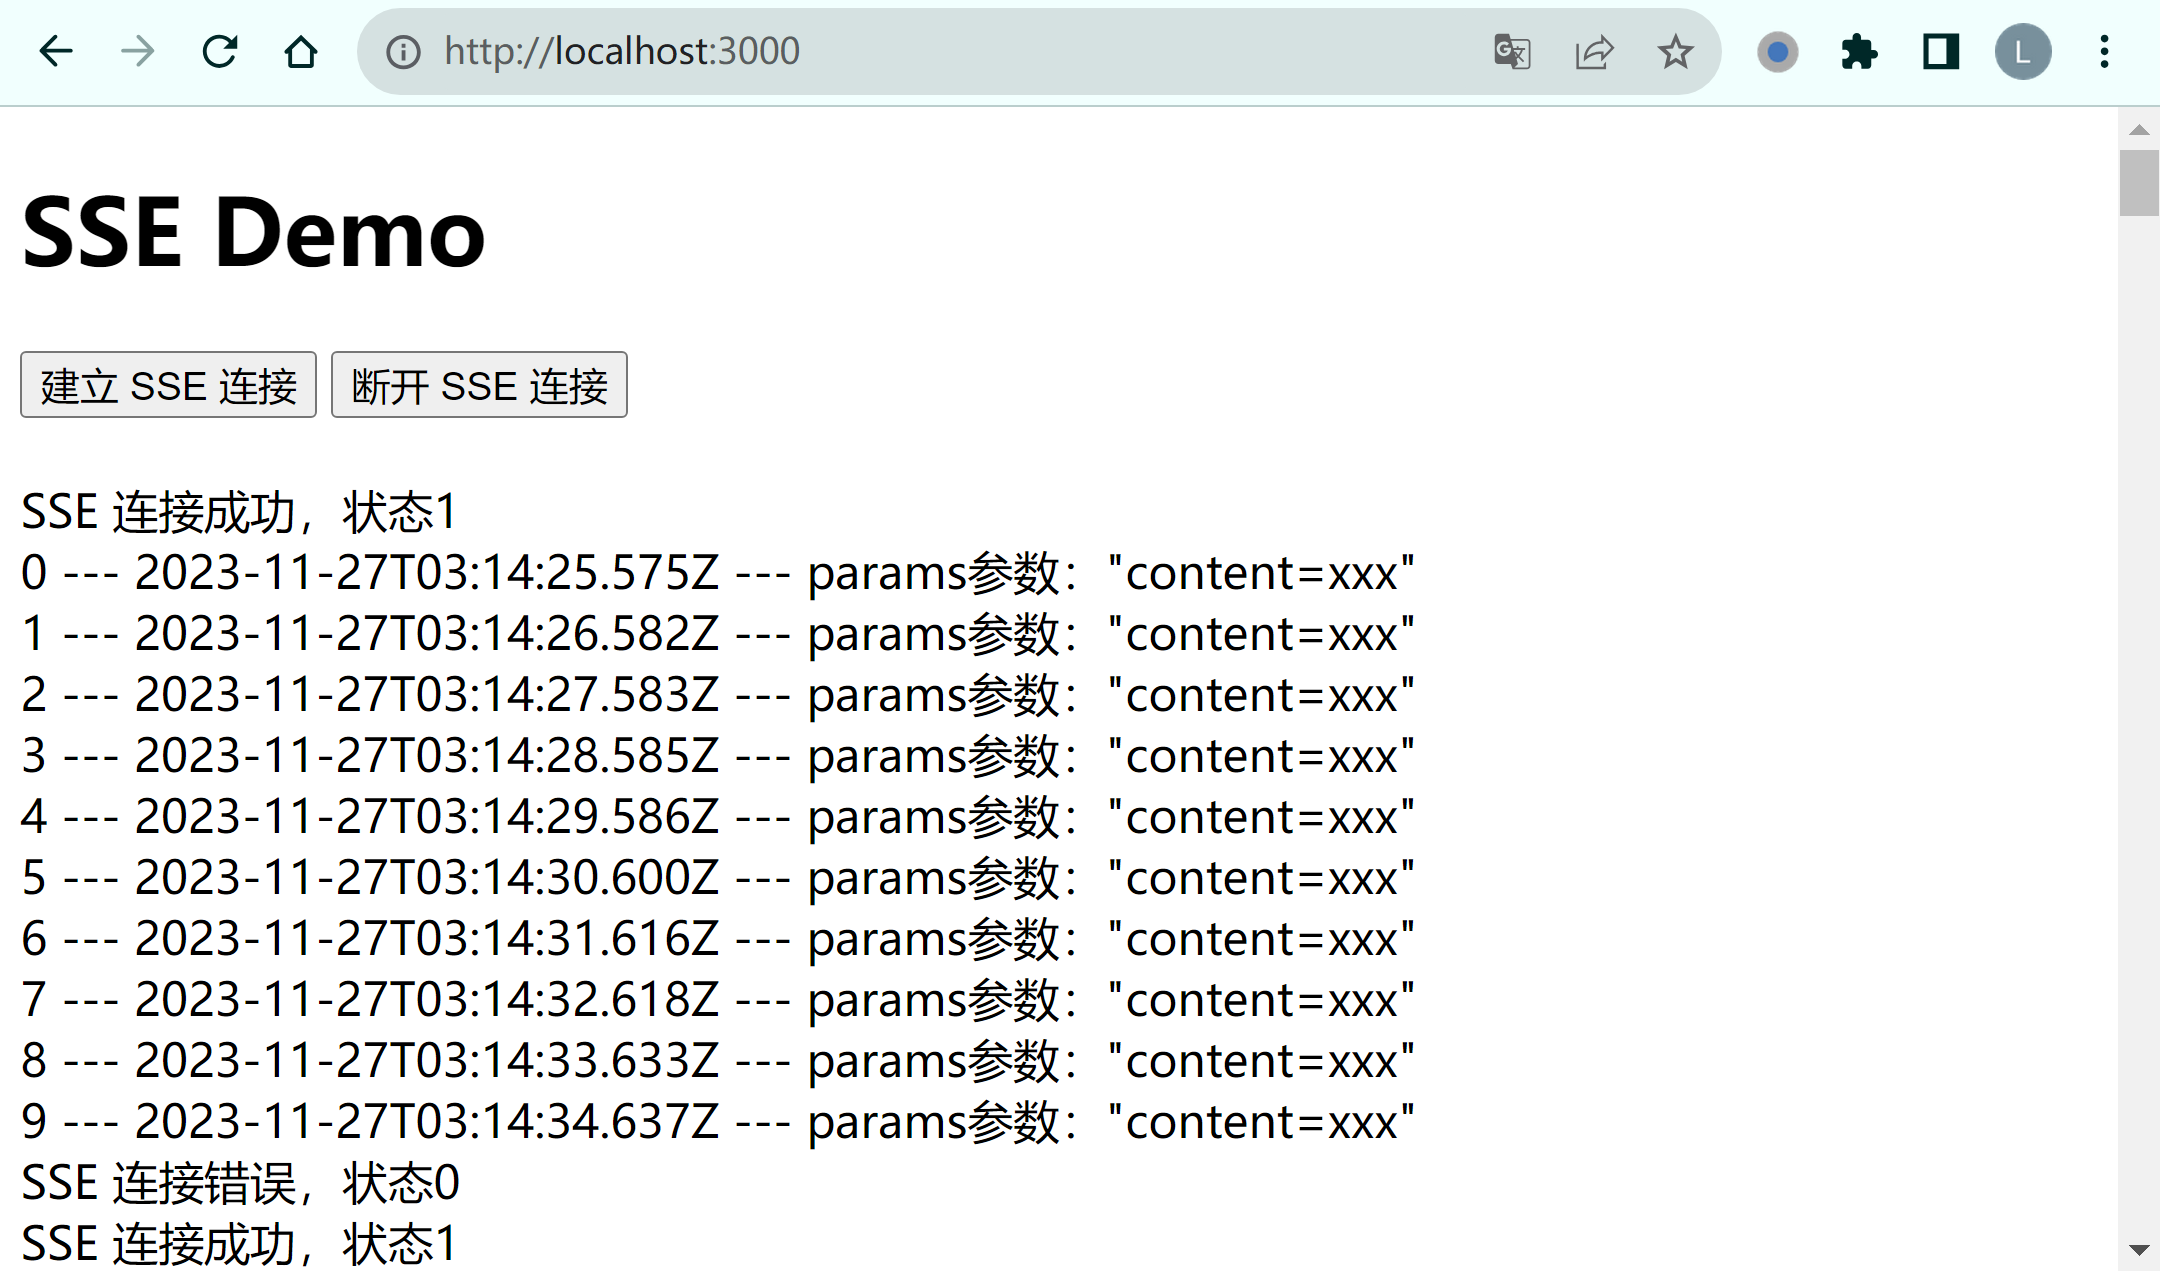 http://localhost:3000
L
SSE Demo
建立 SSE 连接 断开 SSE 连接
SSE 连接成功，状态1
0 --- 2023-11-27T03:14:25.575Z --- params参数："content=xxx"
1 --- 2023-11-27T03:14:26.582Z --- params参数："content=xxx"
2 --- 2023-11-27T03:14:27.583Z --- params参数："content=xxx"
3 --- 2023-11-27T03:14:28.585Z --- params参数："content=xxx"
4 --- 2023-11-27T03:14:29.586Z --- params参数："content=xxx"
5 --- 2023-11-27T03:14:30.600Z --- params参数："content=xxx"
6 --- 2023-11-27T03:14:31.616Z --- params参数："content=xxx"
7 --- 2023-11-27T03:14:32.618Z --- params参数："content=xxx"
8 --- 2023-11-27T03:14:33.633Z --- params参数："content=xxx"
9 --- 2023-11-27T03:14:34.637Z --- params参数："content=xxx"
SSE 连接错误，状态0
SSE 连接成功，状态1